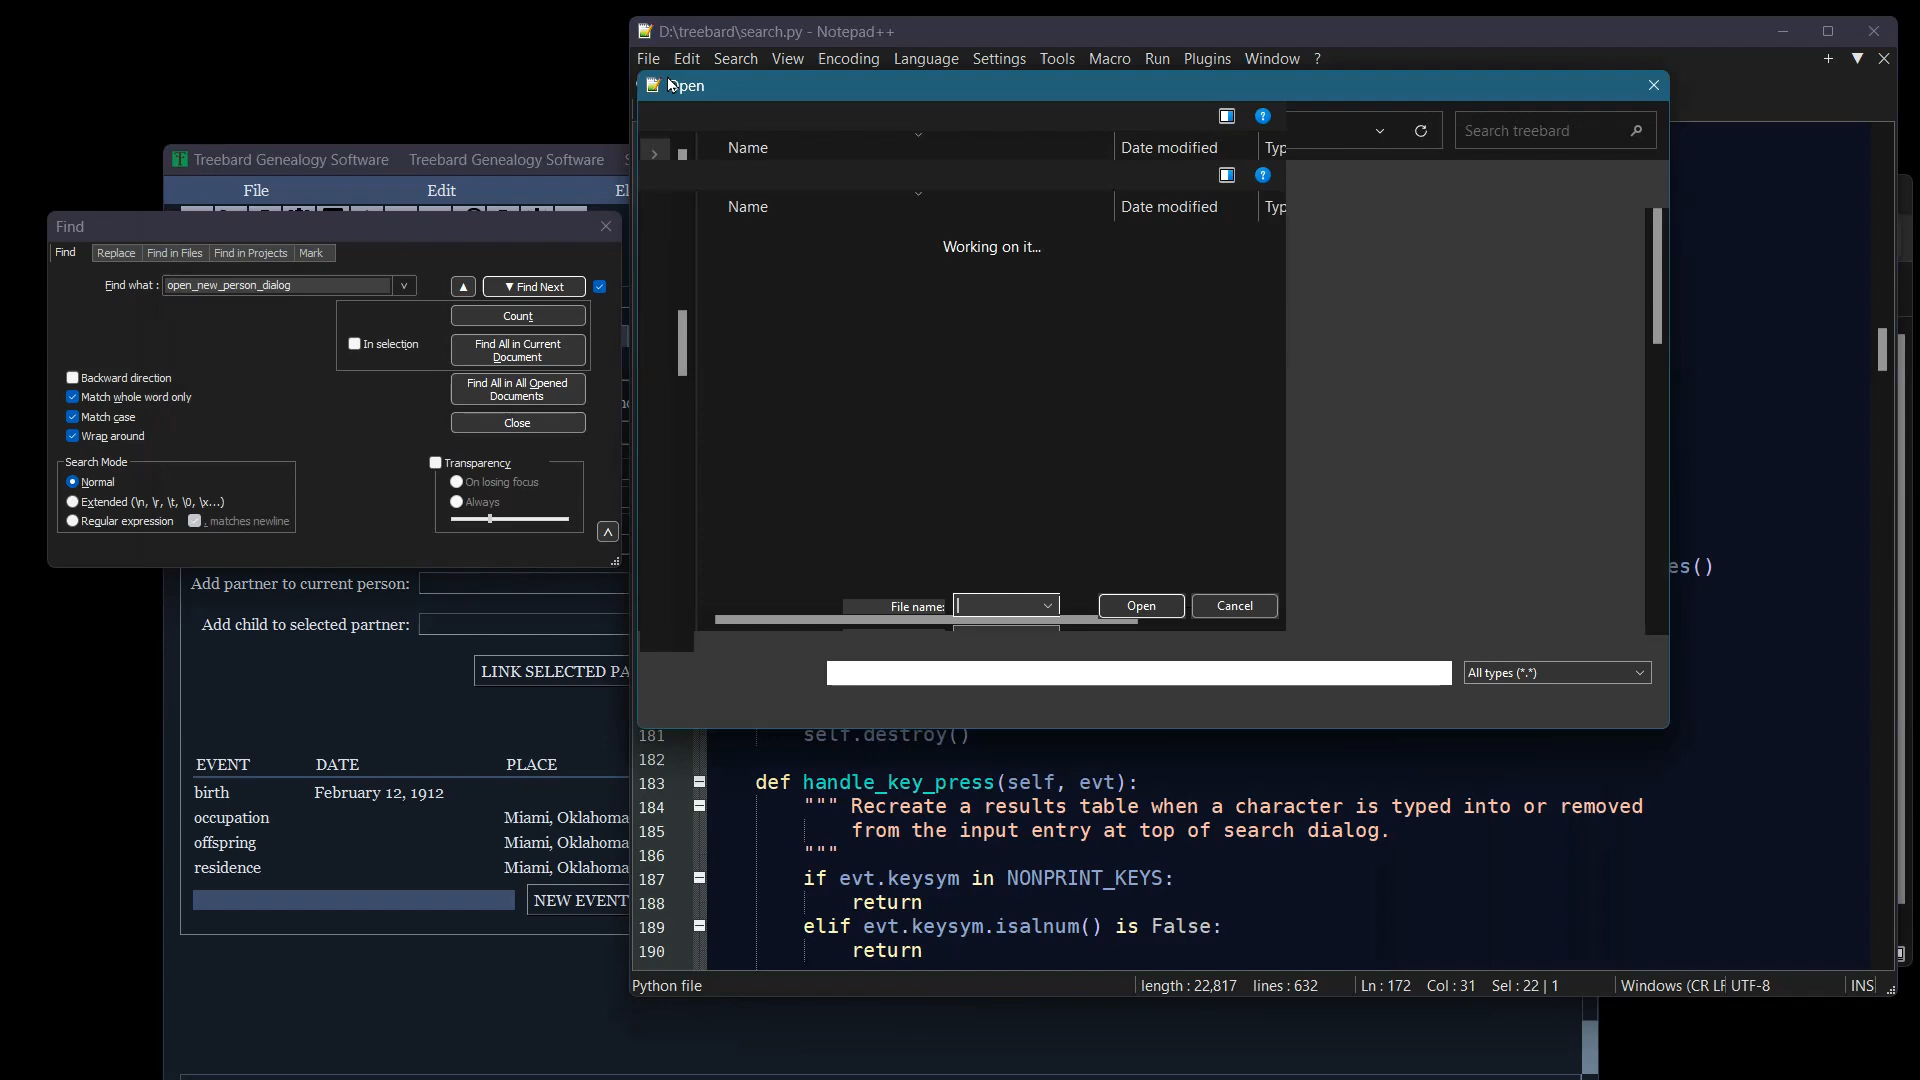 D:\treebard\search.py - Notepad++
File Edit Search View Encoding Language Settings Tools Macro Run Plugins Window ?
Open
Search treebard
Name Date modified Typ
Name Date modified Typ
Working on it...
File name:
Open Cancel
All types (*.*)
Treebard Genealogy Software Treebard Genealogy Software
File Edit El
Find
Find Replace Find in Files Find in Projects Mark
Find what : open_new_person_dialog
▲ ▼ Find Next
Count
In selection
Find All in Current Document
Find All in All Opened Documents
Close
Backward direction
Match whole word only
Match case
Wrap around
Search Mode
Normal
Extended (\n, \r, \t, \0, \x...)
Regular expression . matches newline
Transparency
On losing focus
Always
Add partner to current person:
Add child to selected partner:
LINK SELECTED PA
EVENT DATE PLACE
birth February 12, 1912
occupation Miami, Oklahoma
offspring Miami, Oklahoma
residence Miami, Oklahoma
NEW EVENT
es()
181 self.destroy()
182
183 def handle_key_press(self, evt):
184 """ Recreate a results table when a character is typed into or removed
185 from the input entry at top of search dialog.
186 """
187 if evt.keysym in NONPRINT_KEYS:
188 return
189 elif evt.keysym.isalnum() is False:
190 return
Python file length : 22,817 lines : 632 Ln : 172 Col : 31 Sel : 22 | 1 Windows (CR LF UTF-8 INS